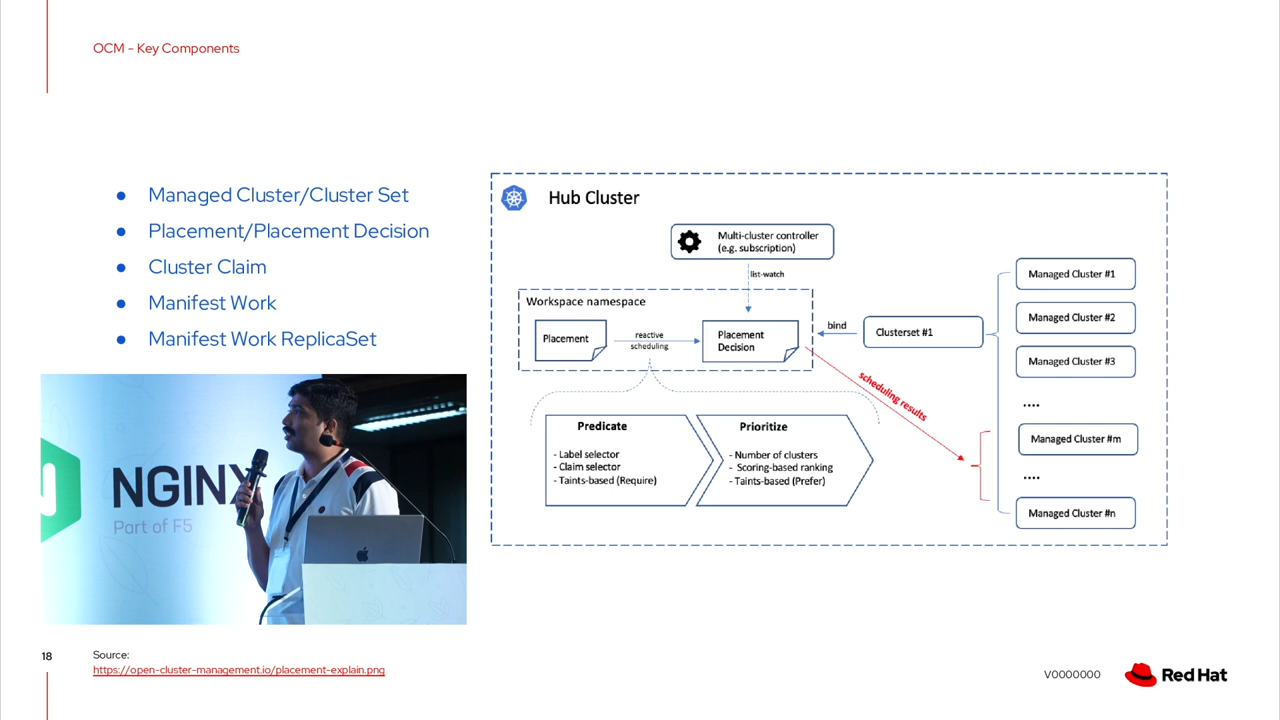 OCM - Key Components
● Managed Cluster/Cluster Set
● Placement/Placement Decision
● Cluster Claim
● Manifest Work
● Manifest Work ReplicaSet
NGINX
Part of F5
Hub Cluster
Multi-cluster controller
(e.g. subscription)
list-watch
Workspace namespace
Placement
reactive
scheduling
Placement
Decision
bind
Clusterset #1
Managed Cluster #1
Managed Cluster #2
Managed Cluster #3
....
Managed Cluster #m
....
Managed Cluster #n
scheduling results
Predicate
- Label selector
- Claim selector
- Taints-based (Require)
Prioritize
- Number of clusters
- Scoring-based ranking
- Taints-based (Prefer)
18
Source:
https://open-cluster-management.io/placement-explain.png
V0000000
Red Hat